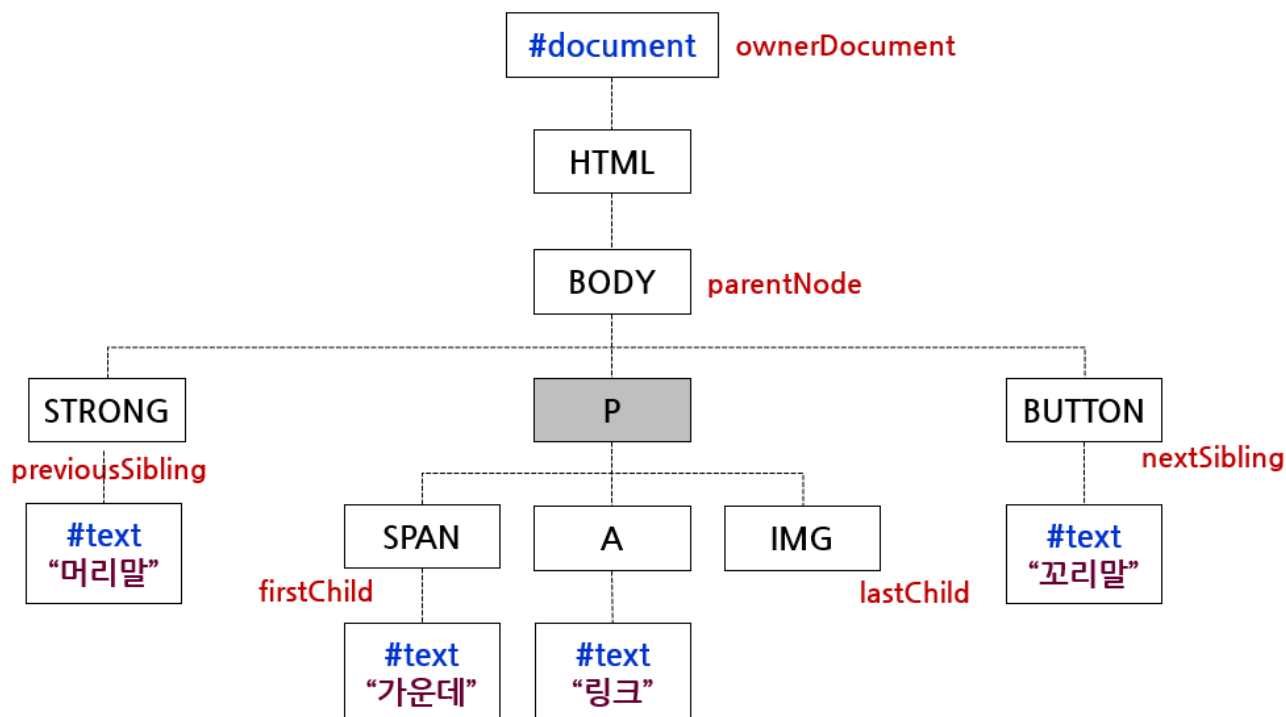 #document
ownerDocument
HTML
BODY
parentNode
STRONG
P
BUTTON
previousSibling
nextSibling
#text
“머리말”
SPAN
A
IMG
#text
“꼬리말”
firstChild
lastChild
#text
“가운데”
#text
“링크”